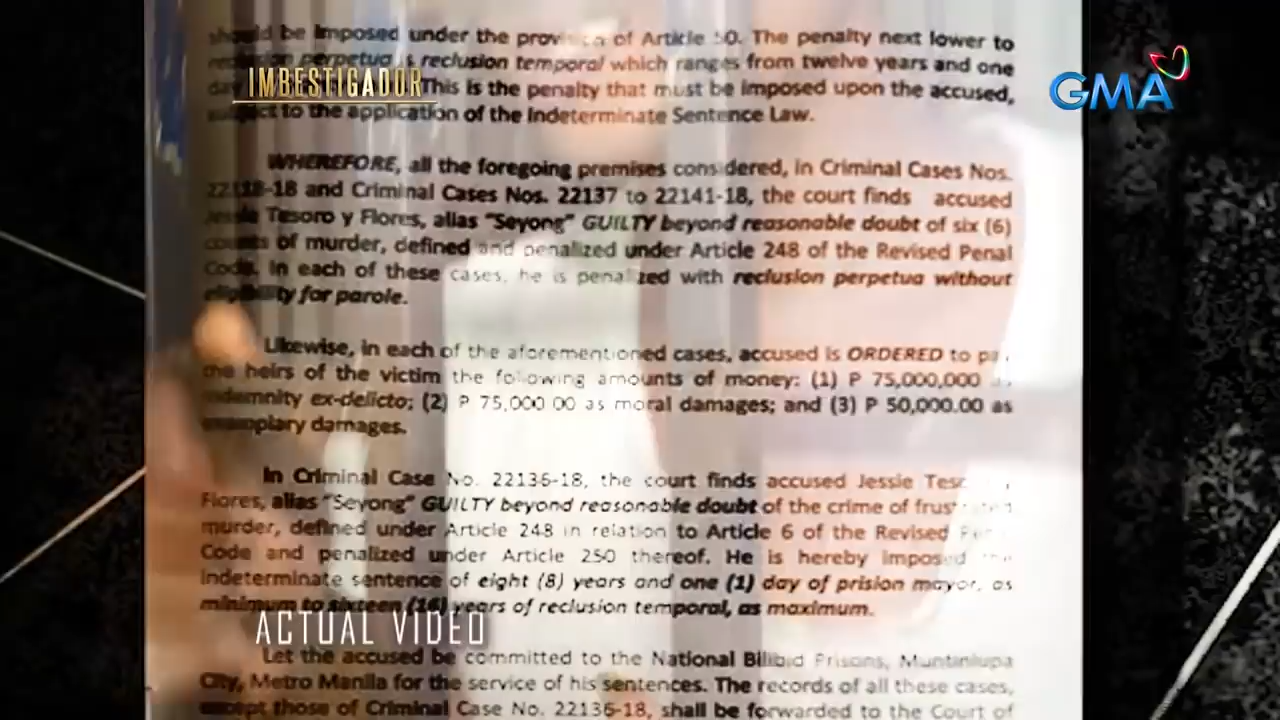 should be imposed under the provision of Article 50. The penalty next lower to
perpetua is reclusion temporal which ranges from twelve years and one
IMBESTIGADOR
This is the penalty that must be imposed upon the accused,
GMA
subject to the application of the Indeterminate Sentence Law.
WHEREFORE, all the foregoing premises considered, in Criminal Cases Nos.
and Criminal Cases Nos. 22137 to 22141-18, the court finds accused
Jessie Tesoro y Flores, alias "Seyong" GUILTY beyond reasonable doubt of six (6)
counts of murder, defined and penalized under Article 248 of the Revised Penal
Code. In each of these cases, he is penalized with reclusion perpetua without
eligibility for parole.
Likewise, in each of the aforementioned cases, accused is ORDERED to pa
the heirs of the victim the following amounts of money: (1) P 75,000,000 as
indemnity ex-delicto; (2) P 75,000 00 as moral damages; and (3) P 50,000.00 as
exemplary damages.
In Criminal Case No. 22136-18, the court finds accused Jessie
Flores, alias "Seyong" GUILTY beyond reasonable doubt of the crime of frustrated
murder, defined under Article 248 in relation to Article 6 of the Revised
Code and penalized under Article 250 thereof. He is hereby imposed the
indeterminate sentence of eight (8) years and one (1) day of prision mayor, as
minimum to sixteen (16) years of reclusion temporal, as maximum.
ACTUAL VIDEO
Let the accused be committed to the National Bilibid Prisons, Muntinlupa
City, Metro Manila for the service of his sentences. The records of all these cases,
except those of Criminal Case No. 22136-18, shall be forwarded to the Court of